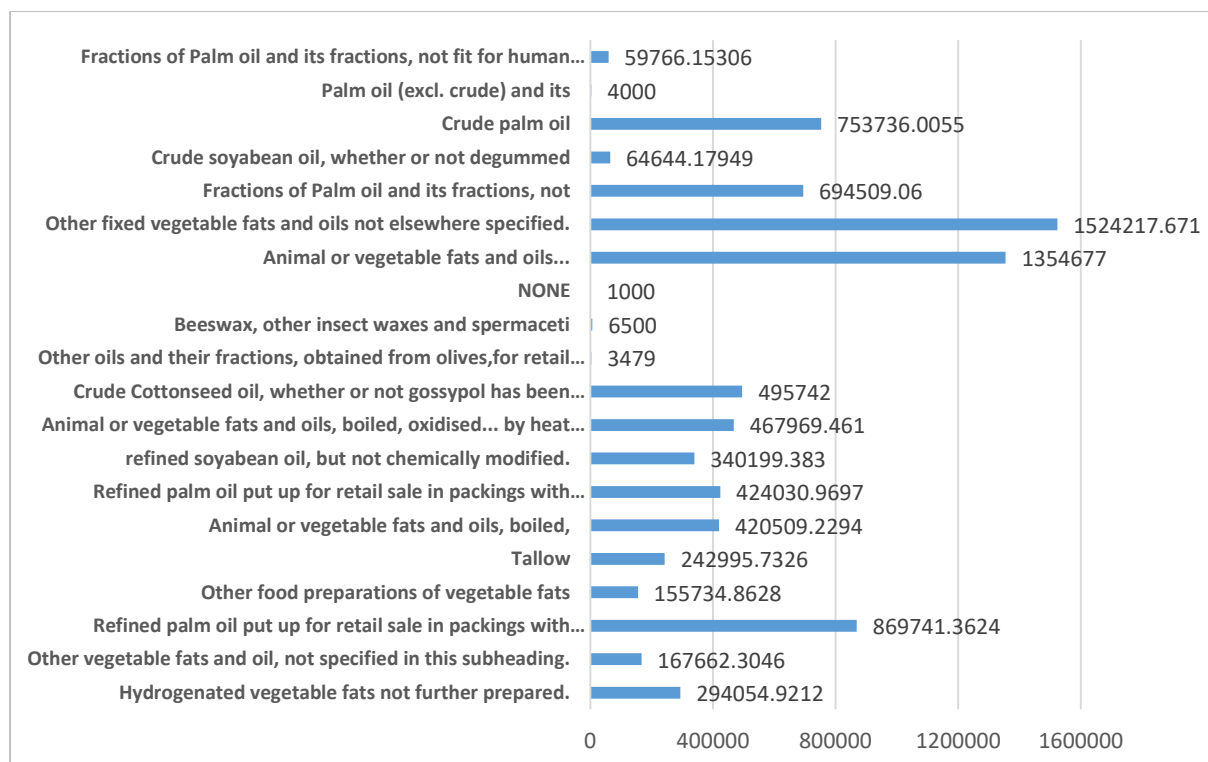 Fractions of Palm oil and its fractions, not fit for human… 59766.15306
Palm oil (excl. crude) and its 4000
Crude palm oil 753736.0055
Crude soyabean oil, whether or not degummed 64644.17949
Fractions of Palm oil and its fractions, not 694509.06
Other fixed vegetable fats and oils not elsewhere specified. 1524217.671
Animal or vegetable fats and oils... 1354677
NONE 1000
Beeswax, other insect waxes and spermaceti 6500
Other oils and their fractions, obtained from olives,for retail… 3479
Crude Cottonseed oil, whether or not gossypol has been… 495742
Animal or vegetable fats and oils, boiled, oxidised... by heat… 467969.461
refined soyabean oil, but not chemically modified. 340199.383
Refined palm oil put up for retail sale in packings with… 424030.9697
Animal or vegetable fats and oils, boiled, 420509.2294
Tallow 242995.7326
Other food preparations of vegetable fats 155734.8628
Refined palm oil put up for retail sale in packings with… 869741.3624
Other vegetable fats and oil, not specified in this subheading. 167662.3046
Hydrogenated vegetable fats not further prepared. 294054.9212
0 400000 800000 1200000 1600000